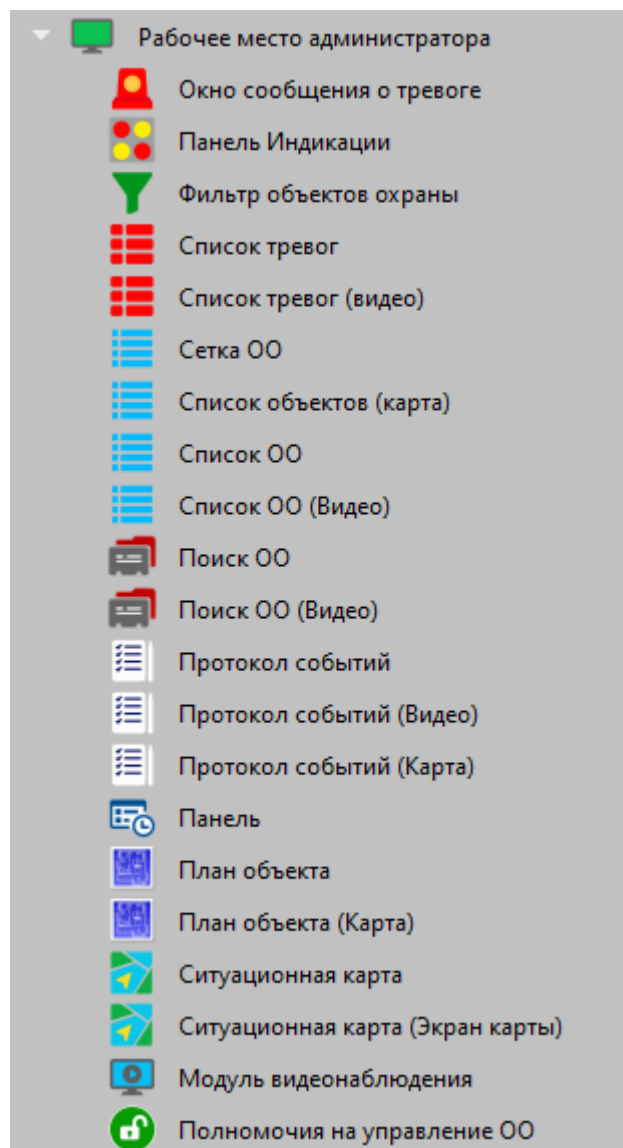 Рабочее место администратора
Окно сообщения о тревоге
Панель Индикации
Фильтр объектов охраны
Список тревог
Список тревог (видео)
Сетка ОО
Список объектов (карта)
Список ОО
Список ОО (Видео)
Поиск ОО
Поиск ОО (Видео)
Протокол событий
Протокол событий (Видео)
Протокол событий (Карта)
Панель
План объекта
План объекта (Карта)
Ситуационная карта
Ситуационная карта (Экран карты)
Модуль видеонаблюдения
Полномочия на управление ОО